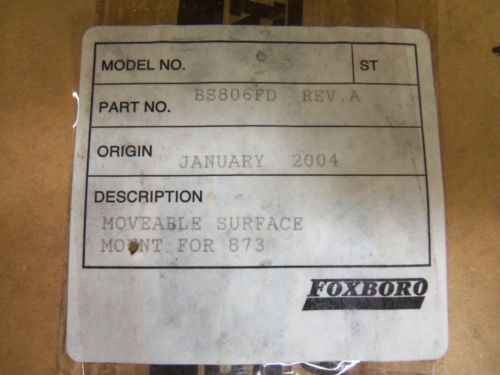 MODEL NO. ST
PART NO. BS806FD REV.A
ORIGIN JANUARY 2004
DESCRIPTION
MOVEABLE SURFACE
MOUNT FOR 873
FOXBORO